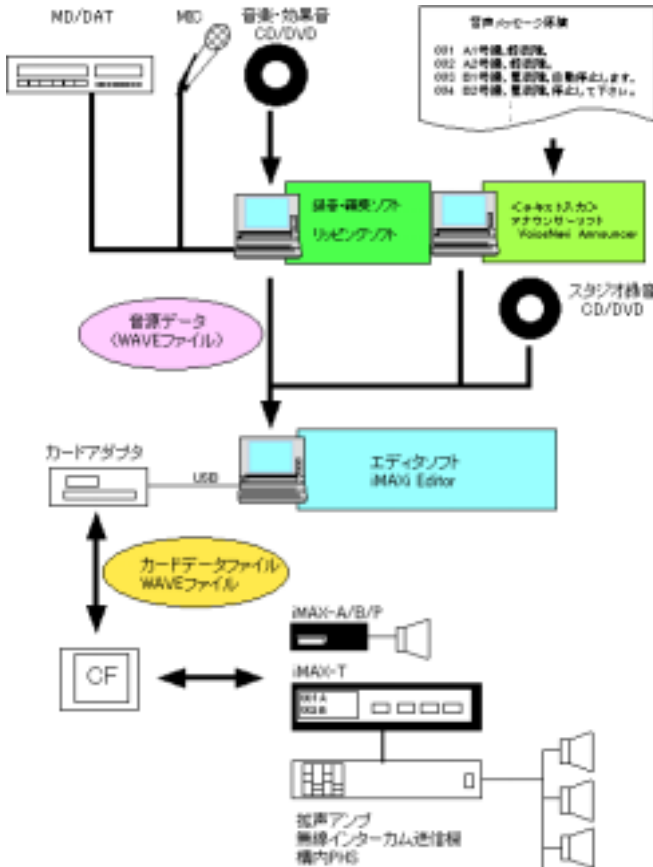 MD/DAT
MIC
音楽・効果音
CD/DVD
音声メッセージ原稿
001 A1号機、軽故障。
002 A2号機、軽故障。
003 B1号機、重故障、自動停止します。
004 B2号機、重故障、停止して下さい。
録音・編集ソフト
リッピングソフト
<テキスト入力>
アナウンサーソフト
VoiceNavi Announcer
スタジオ録音
CD/DVD
音源データ
(WAVEファイル)
カードアダプタ
USB
エディタソフト
iMAXi Editor
カードデータファイル
WAVEファイル
CF
iMAX-A/B/P
iMAX-T
001 A
002 B
拡声アンプ
無線インターカム送信機
構内PHS